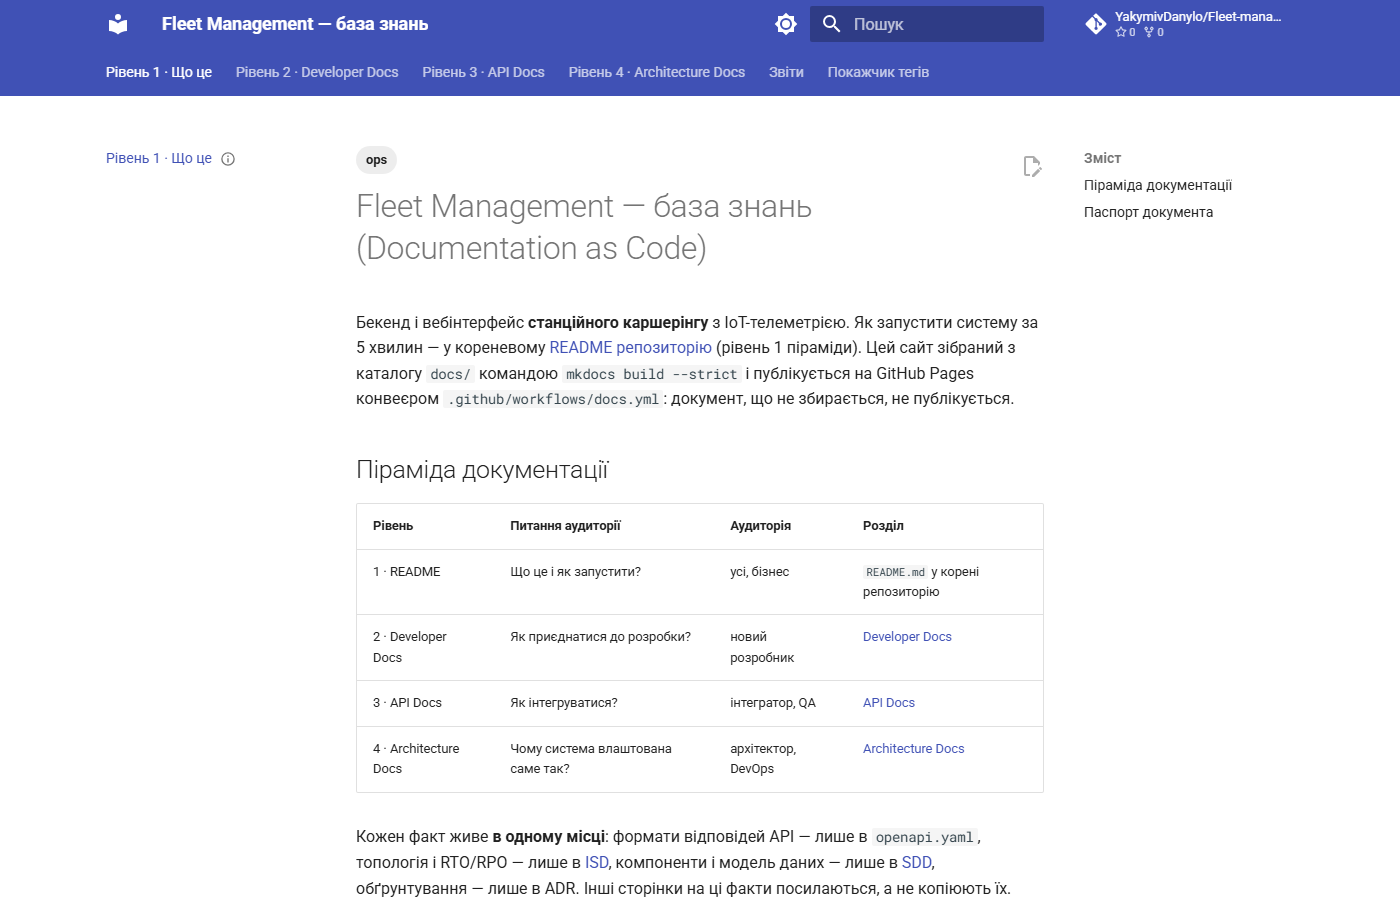 Fleet Management — база знань
Пошук
YakymivDanylo/Fleet-mana…
0 0
Рівень 1 · Що це
Рівень 2 · Developer Docs
Рівень 3 · API Docs
Рівень 4 · Architecture Docs
Звіти
Покажчик тегів
Рівень 1 · Що це
ops
Fleet Management — база знань
(Documentation as Code)
Бекенд і вебінтерфейс станційного каршерінгу з IoT-телеметрією. Як запустити систему за
5 хвилин — у кореневому README репозиторію (рівень 1 піраміди). Цей сайт зібраний з
каталогу docs/ командою mkdocs build --strict і публікується на GitHub Pages
конвеєром .github/workflows/docs.yml: документ, що не збирається, не публікується.
Піраміда документації
Рівень Питання аудиторії Аудиторія Розділ
1 · README Що це і як запустити? усі, бізнес README.md у корені
репозиторію
2 · Developer Як приєднатися до розробки? новий Developer Docs
Docs розробник
3 · API Docs Як інтегруватися? інтегратор, QA API Docs
4 · Architecture Чому система влаштована архітектор, Architecture Docs
Docs саме так? DevOps
Кожен факт живе в одному місці: формати відповідей API — лише в openapi.yaml,
топологія і RTO/RPO — лише в ISD, компоненти і модель даних — лише в SDD,
обґрунтування — лише в ADR. Інші сторінки на ці факти посилаються, а не копіюють їх.
Зміст
Піраміда документації
Паспорт документа